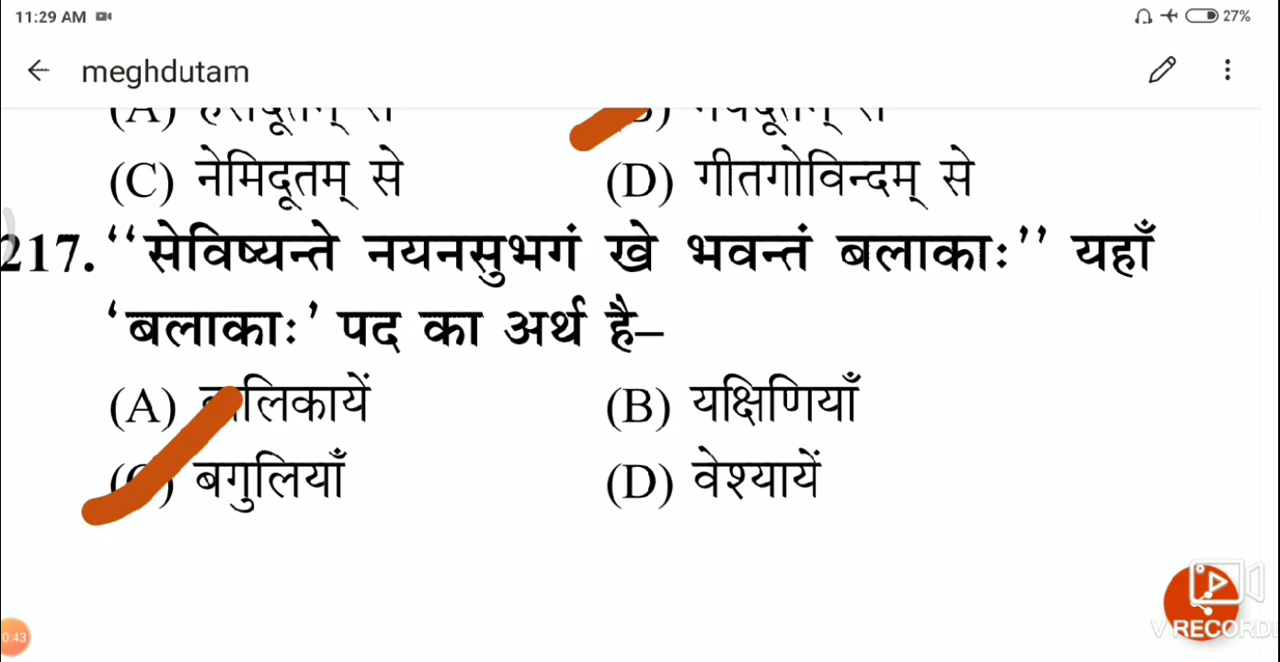 11:29 AM 27%
meghdutam
(C) नेमिदूतम् से (D) गीतगोविन्दम् से
217. ‘‘सेविष्यन्ते नयनसुभगं खे भवन्तं बलाकाः’’ यहाँ
‘बलाकाः’ पद का अर्थ है–
(A) (B) यक्षिणियाँ
बगुलियाँ (D) वेश्यायें
0:43
V RECORDE